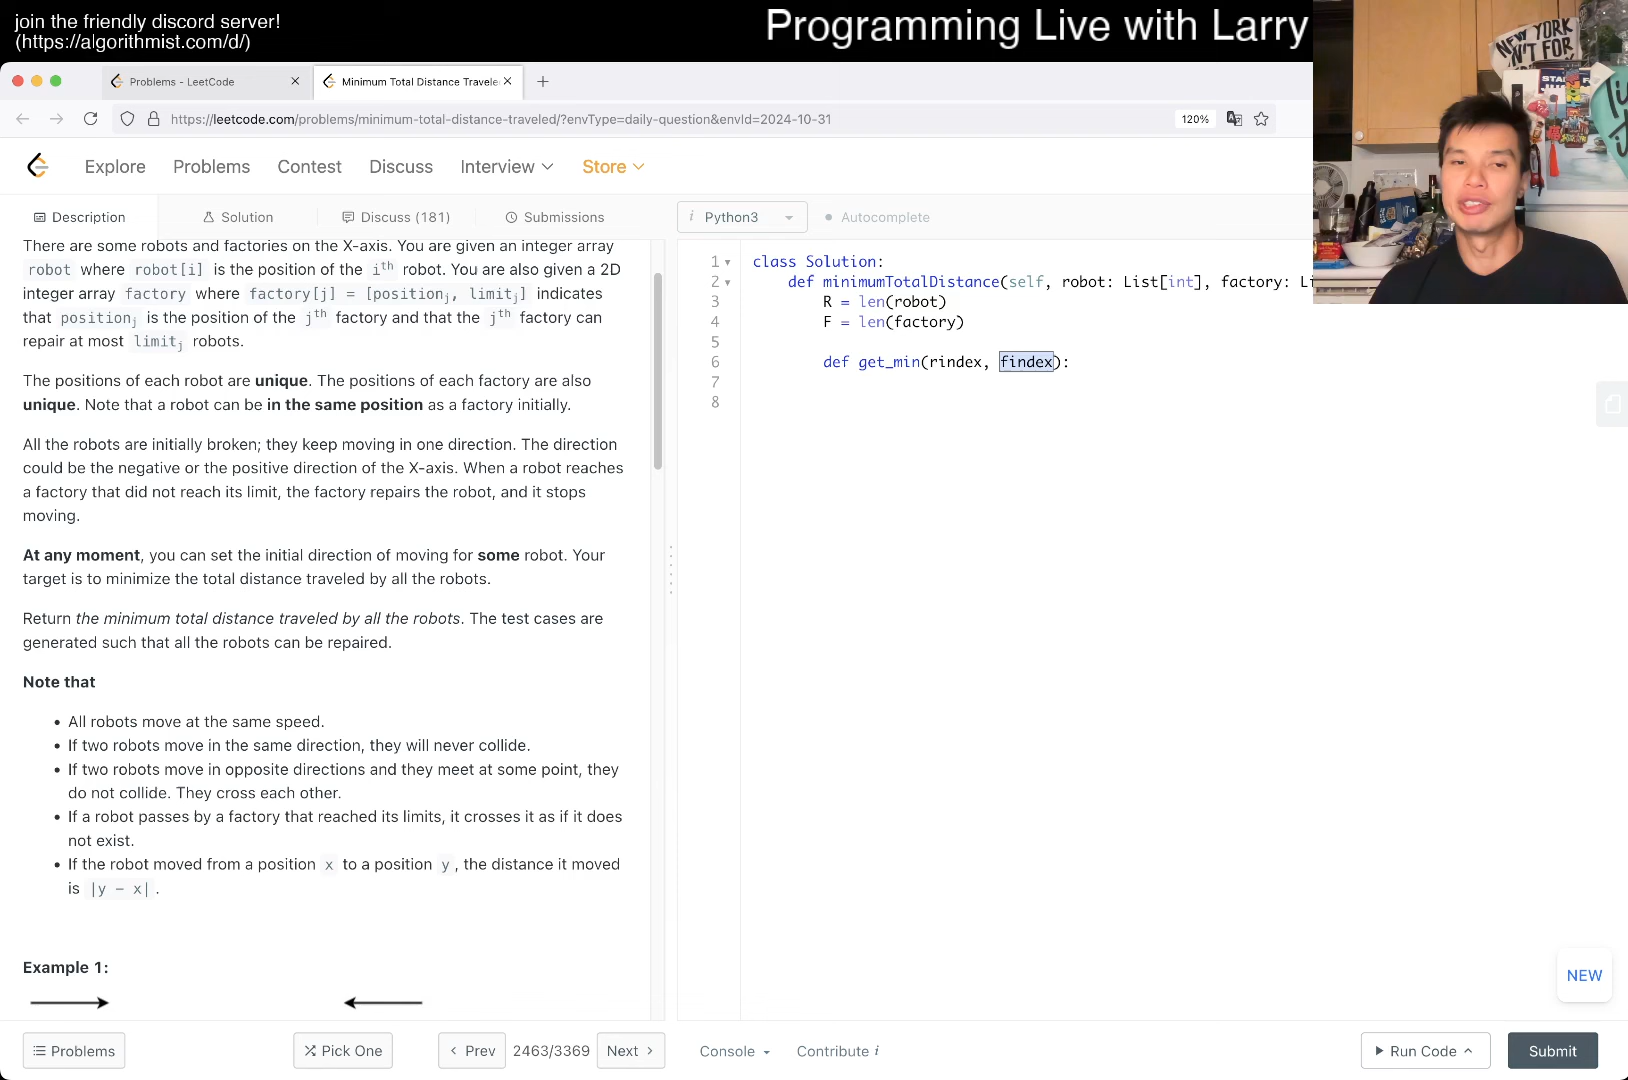 join the friendly discord server!
(https://algorithmist.com/d/)
Programming Live with Larry
Problems - LeetCode
Minimum Total Distance Travele
https://leetcode.com/problems/minimum-total-distance-traveled/?envType=daily-question&envId=2024-10-31
120%
Explore
Problems
Contest
Discuss
Interview
Store
Description
Solution
Discuss (181)
Submissions
i Python3
Autocomplete
There are some robots and factories on the X-axis. You are given an integer array
robot where robot[i] is the position of the ith robot. You are also given a 2D
integer array factory where factory[j] = [positionj, limitj] indicates
that positionj is the position of the jth factory and that the jth factory can
repair at most limitj robots.
The positions of each robot are unique. The positions of each factory are also
unique. Note that a robot can be in the same position as a factory initially.
All the robots are initially broken; they keep moving in one direction. The direction
could be the negative or the positive direction of the X-axis. When a robot reaches
a factory that did not reach its limit, the factory repairs the robot, and it stops
moving.
At any moment, you can set the initial direction of moving for some robot. Your
target is to minimize the total distance traveled by all the robots.
Return the minimum total distance traveled by all the robots. The test cases are
generated such that all the robots can be repaired.
Note that
• All robots move at the same speed.
• If two robots move in the same direction, they will never collide.
• If two robots move in opposite directions and they meet at some point, they
do not collide. They cross each other.
• If a robot passes by a factory that reached its limits, it crosses it as if it does
not exist.
• If the robot moved from a position x to a position y, the distance it moved
is |y − x|.
Example 1:
1 class Solution:
2 def minimumTotalDistance(self, robot: List[int], factory: Li
3 R = len(robot)
4 F = len(factory)
5
6 def get_min(rindex, findex):
7
8
NEW YORK
N'T FOR
NEW
Problems
Pick One
Prev
2463/3369
Next
Console
Contribute i
Run Code
Submit